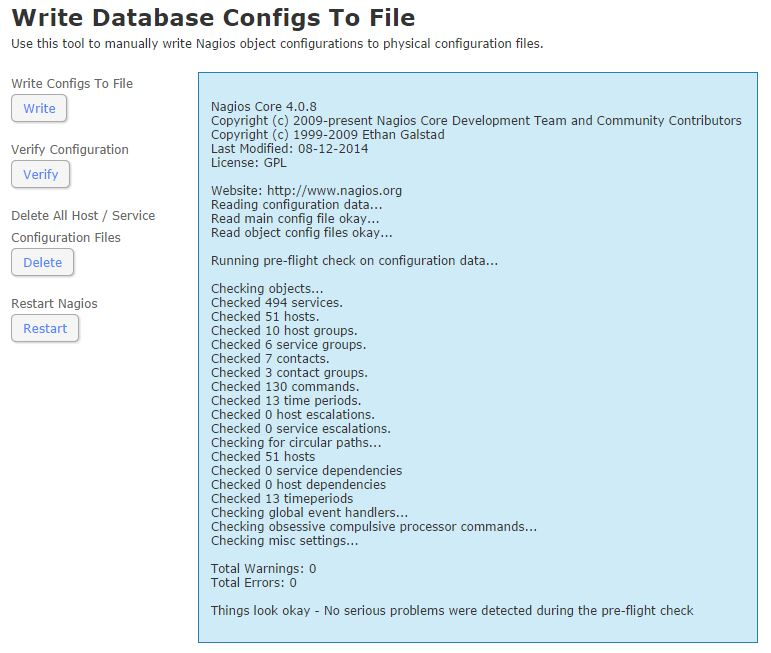 Write Database Configs To File
Use this tool to manually write Nagios object configurations to physical configuration files.
Write Configs To File
Write
Verify Configuration
Verify
Delete All Host / Service
Configuration Files
Delete
Restart Nagios
Restart
Nagios Core 4.0.8
Copyright (c) 2009-present Nagios Core Development Team and Community Contributors
Copyright (c) 1999-2009 Ethan Galstad
Last Modified: 08-12-2014
License: GPL
Website: http://www.nagios.org
Reading configuration data...
Read main config file okay...
Read object config files okay...
Running pre-flight check on configuration data...
Checking objects...
Checked 494 services.
Checked 51 hosts.
Checked 10 host groups.
Checked 6 service groups.
Checked 7 contacts.
Checked 3 contact groups.
Checked 130 commands.
Checked 13 time periods.
Checked 0 host escalations.
Checked 0 service escalations.
Checking for circular paths...
Checked 51 hosts
Checked 0 service dependencies
Checked 0 host dependencies
Checked 13 timeperiods
Checking global event handlers...
Checking obsessive compulsive processor commands...
Checking misc settings...
Total Warnings: 0
Total Errors: 0
Things look okay - No serious problems were detected during the pre-flight check